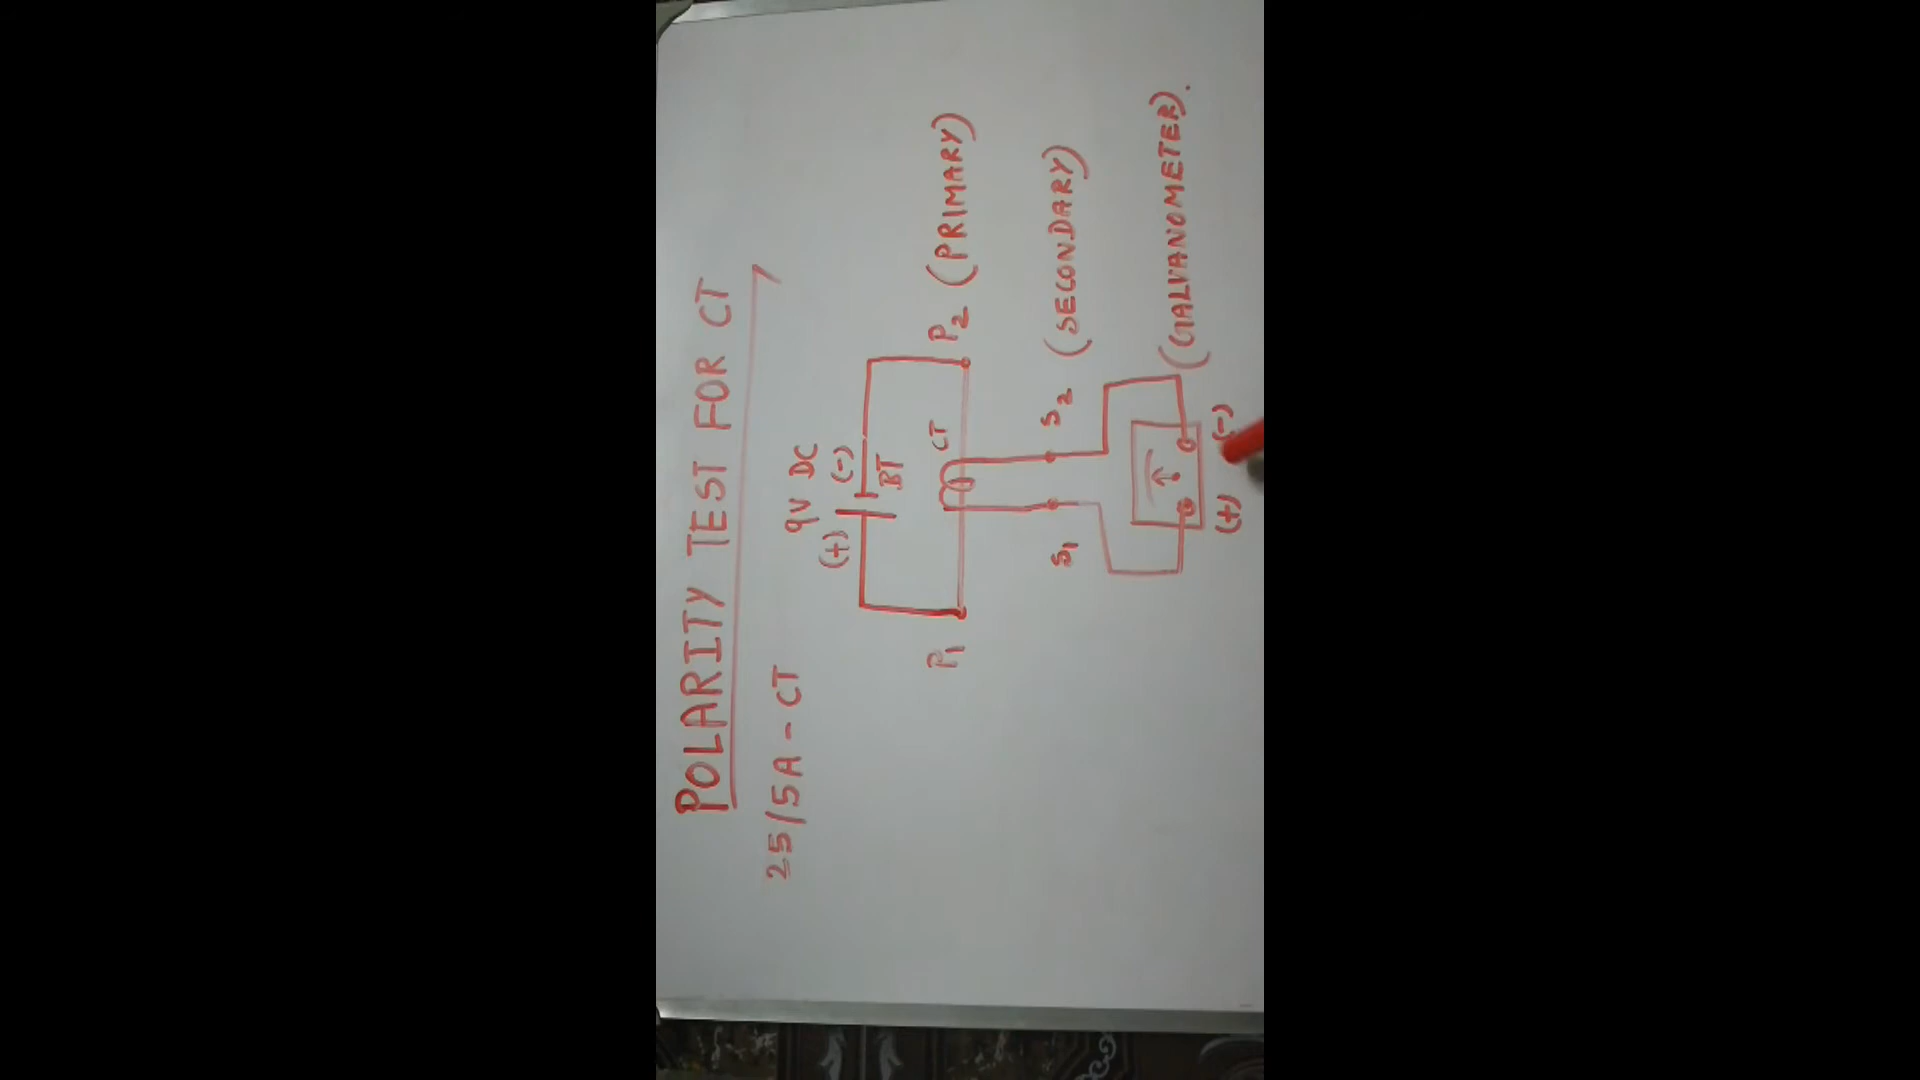 POLARITY TEST FOR CT
25/5A - CT
9V DC
(+) (-)
BT
CT
P1 P2 (PRIMARY)
S1 S2 (SECONDARY)
(GALVANOMETER).
(+) (-)